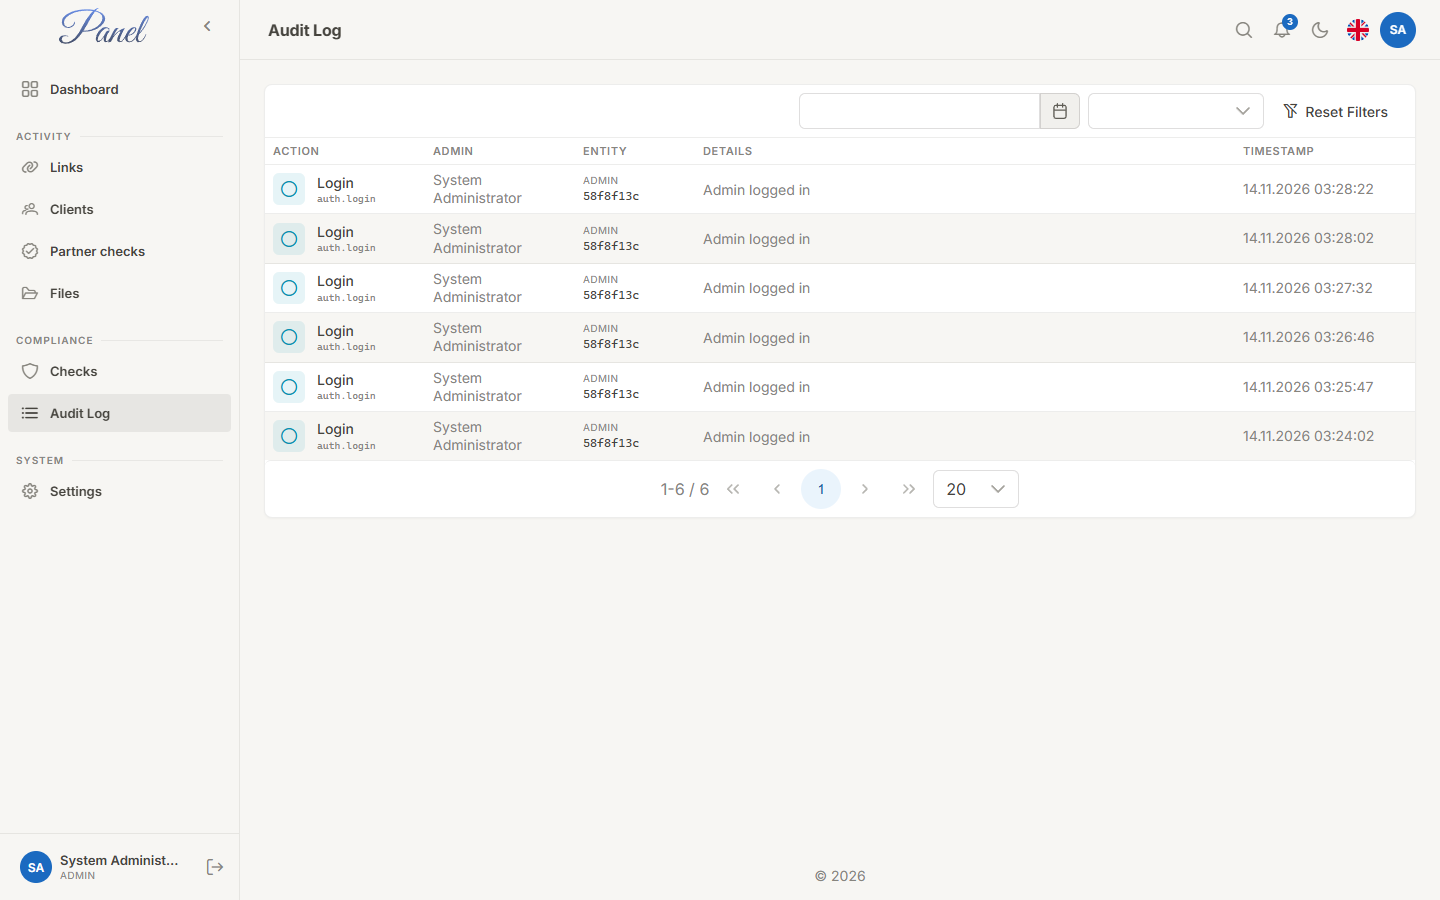 Panel
Dashboard
ACTIVITY
Links
Clients
Partner checks
Files
COMPLIANCE
Checks
Audit Log
SYSTEM
Settings
SA
System Administ...
ADMIN
Audit Log
3
SA
Reset Filters
ACTION ADMIN ENTITY DETAILS TIMESTAMP
Login
auth.login
System
Administrator
ADMIN
58f8f13c
Admin logged in
14.11.2026 03:28:22
Login
auth.login
System
Administrator
ADMIN
58f8f13c
Admin logged in
14.11.2026 03:28:02
Login
auth.login
System
Administrator
ADMIN
58f8f13c
Admin logged in
14.11.2026 03:27:32
Login
auth.login
System
Administrator
ADMIN
58f8f13c
Admin logged in
14.11.2026 03:26:46
Login
auth.login
System
Administrator
ADMIN
58f8f13c
Admin logged in
14.11.2026 03:25:47
Login
auth.login
System
Administrator
ADMIN
58f8f13c
Admin logged in
14.11.2026 03:24:02
1-6 / 6 1 20
© 2026